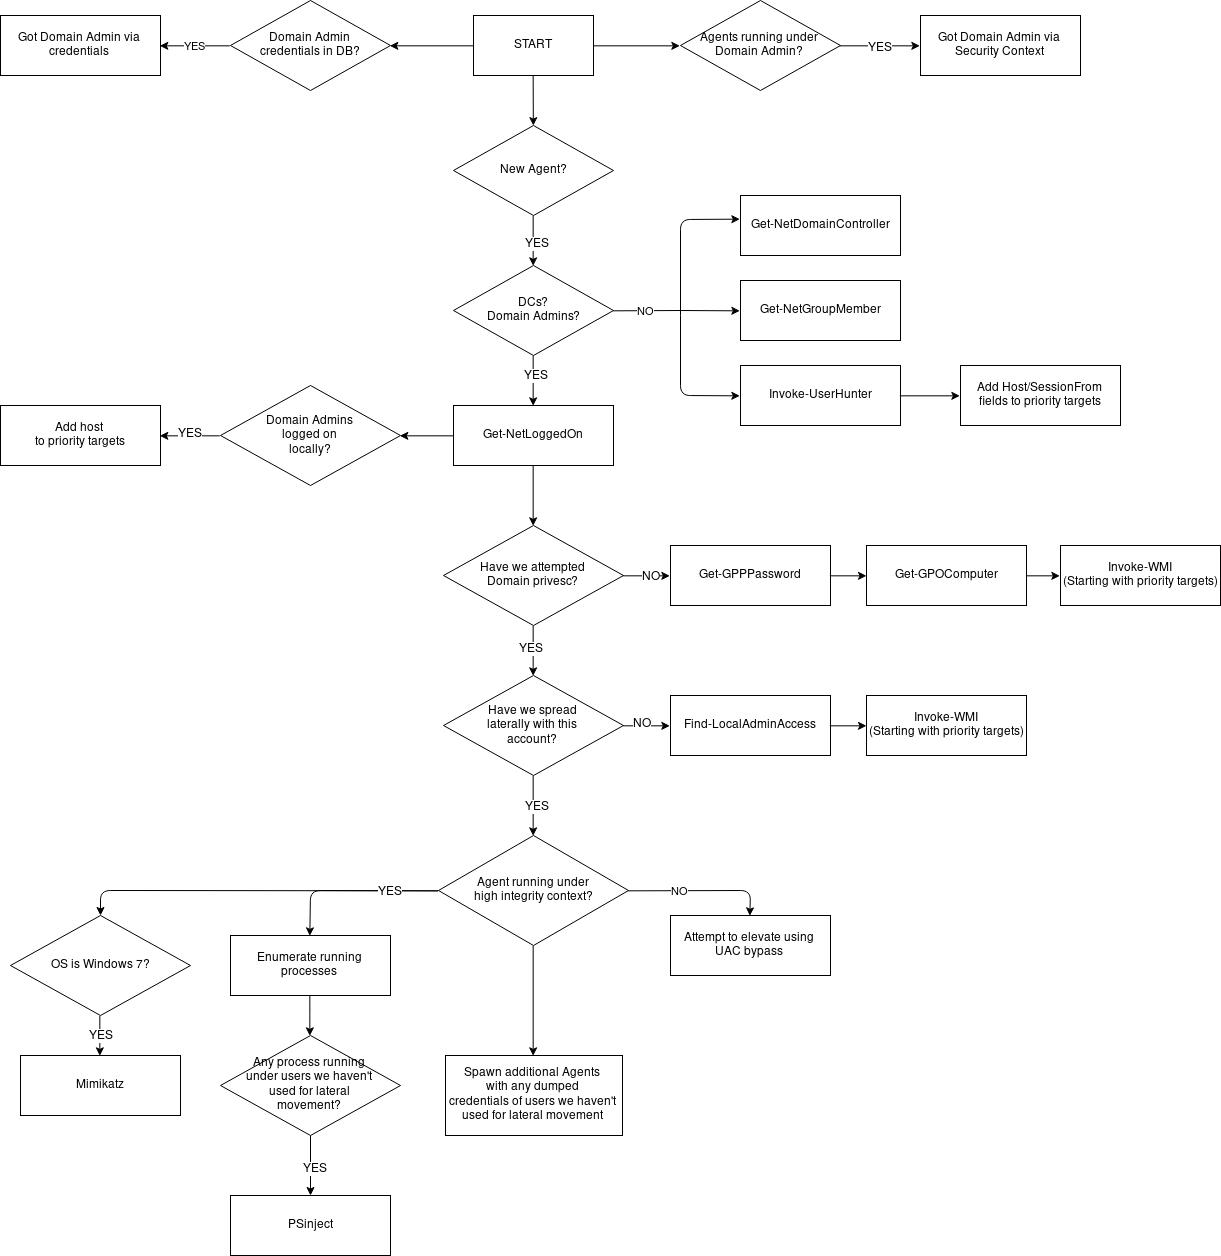 Got Domain Admin via
credentials
YES
Domain Admin
credentials in DB?
START
Agents running under
Domain Admin?
YES
Got Domain Admin via
Security Context
New Agent?
YES
Get-NetDomainController
DCs?
Domain Admins?
NO
Get-NetGroupMember
YES
Invoke-UserHunter
Add Host/SessionFrom
fields to priority targets
Add host
to priority targets
YES
Domain Admins
logged on
locally?
Get-NetLoggedOn
Have we attempted
Domain privesc?
NO
Get-GPPPassword
Get-GPOComputer
Invoke-WMI
(Starting with priority targets)
YES
Have we spread
laterally with this
account?
NO
Find-LocalAdminAccess
Invoke-WMI
(Starting with priority targets)
YES
Agent running under
high integrity context?
YES
NO
Attempt to elevate using
UAC bypass
OS is Windows 7?
Enumerate running
processes
YES
Mimikatz
Any process running
under users we haven't
used for lateral
movement?
Spawn additional Agents
with any dumped
credentials of users we haven't
used for lateral movement
YES
PSinject